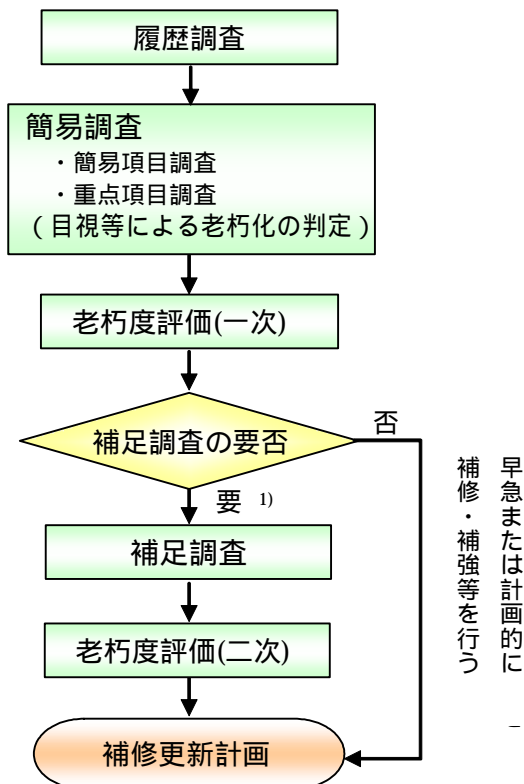 履歴調査
簡易調査
・簡易項目調査
・重点項目調査
(目視等による老朽化の判定)
老朽度評価(一次)
補足調査の要否
否
要 1)
補足調査
老朽度評価(二次)
補修更新計画
早急または計画的に
補修・補強等を行う